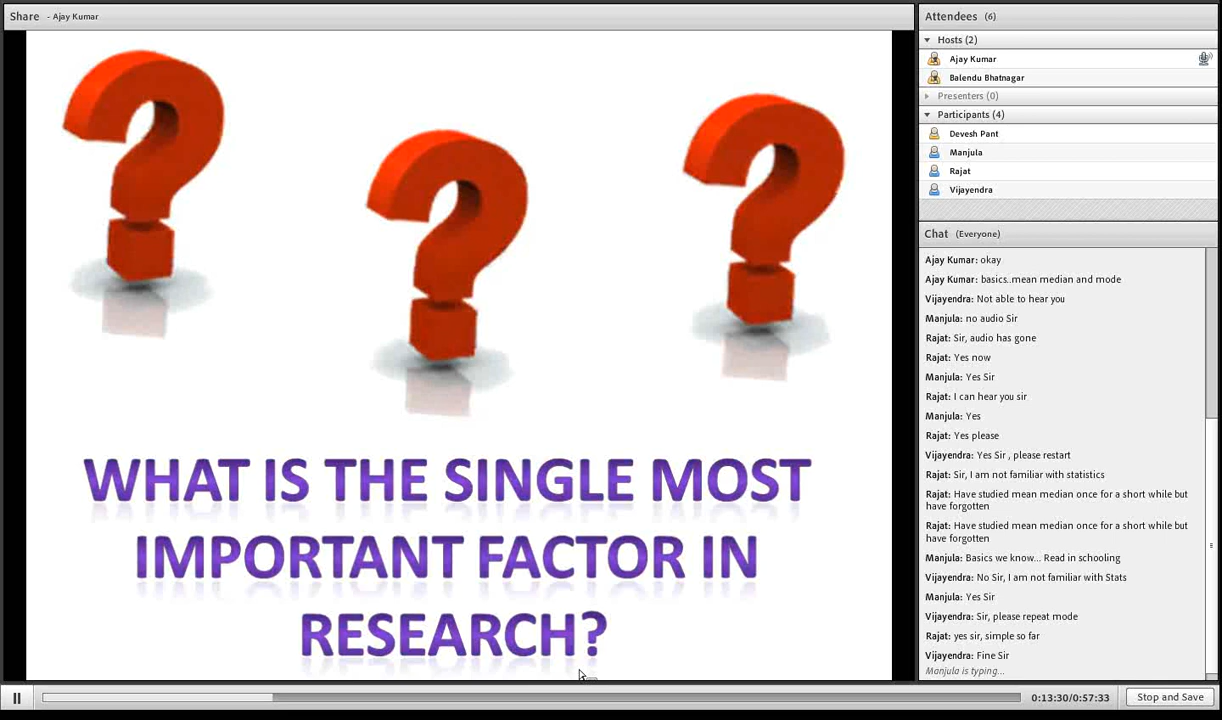 Share - Ajay Kumar
WHAT IS THE SINGLE MOST
IMPORTANT FACTOR IN
RESEARCH?
Attendees (6)
Hosts (2)
Ajay Kumar
Balendu Bhatnagar
Presenters (0)
Participants (4)
Devesh Pant
Manjula
Rajat
Vijayendra
Chat (Everyone)
Ajay Kumar: okay
Ajay Kumar: basics..mean median and mode
Vijayendra: Not able to hear you
Manjula: no audio Sir
Rajat: Sir, audio has gone
Rajat: Yes now
Manjula: Yes Sir
Rajat: I can hear you sir
Manjula: Yes
Rajat: Yes please
Vijayendra: Yes Sir , please restart
Rajat: Sir, I am not familiar with statistics
Rajat: Have studied mean median once for a short while but
have forgotten
Rajat: Have studied mean median once for a short while but
have forgotten
Manjula: Basics we know... Read in schooling
Vijayendra: No Sir, I am not familiar with Stats
Manjula: Yes Sir
Vijayendra: Sir, please repeat mode
Rajat: yes sir, simple so far
Vijayendra: Fine Sir
Manjula is typing...
0:13:30/0:57:33
Stop and Save